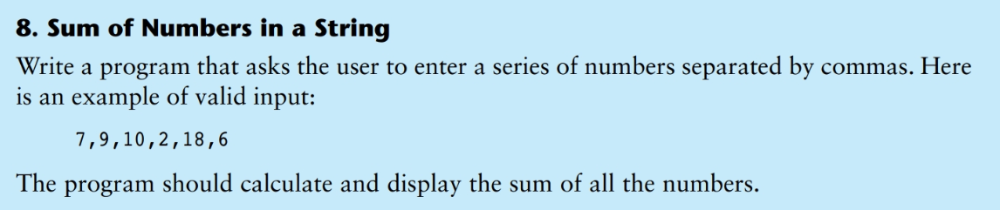 8. Sum of Numbers in a String
Write a program that asks the user to enter a series of numbers separated by commas. Here
is an example of valid input:
7,9,10,2,18,6
The program should calculate and display the sum of all the numbers.